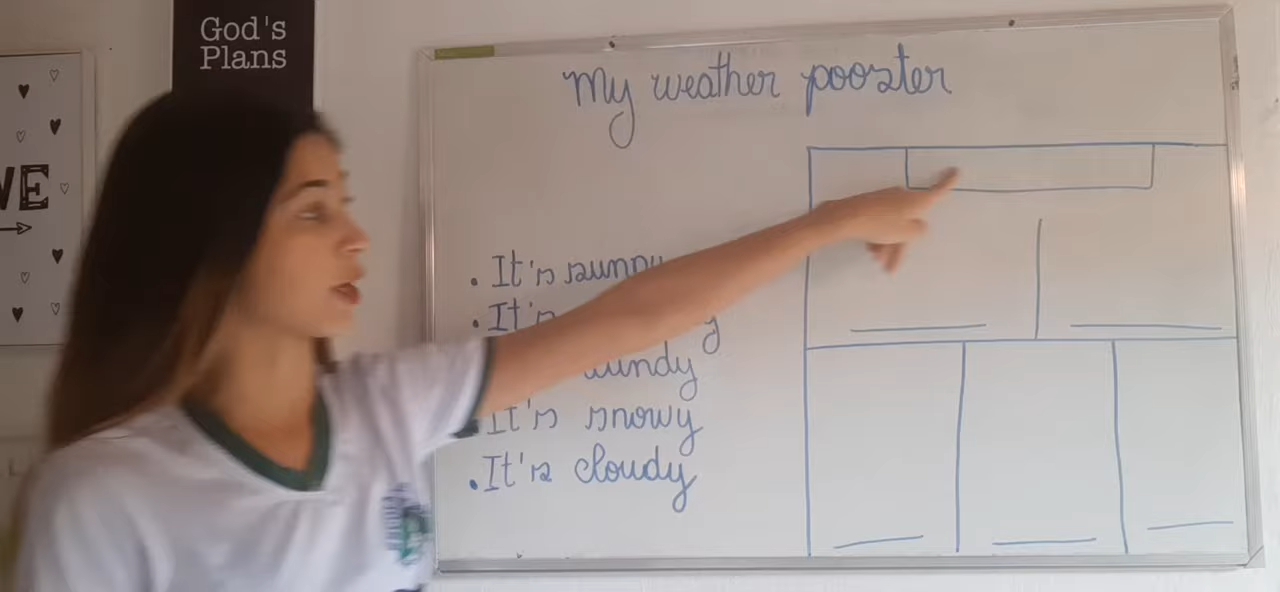 God's
Plans
VE
My weather pooster
. It's sunny
. It's
windy
It's snowy
. It's cloudy